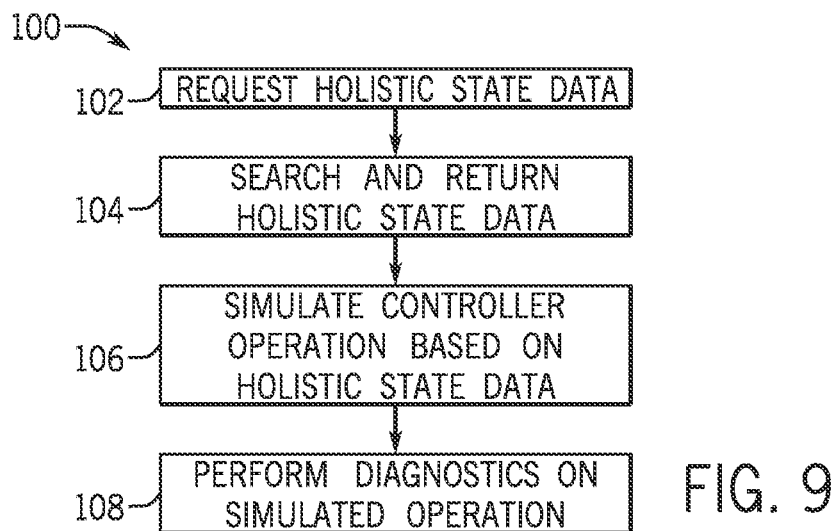 100
102
REQUEST HOLISTIC STATE DATA
104
SEARCH AND RETURN
HOLISTIC STATE DATA
106
SIMULATE CONTROLLER
OPERATION BASED ON
HOLISTIC STATE DATA
108
PERFORM DIAGNOSTICS ON
SIMULATED OPERATION
FIG. 9